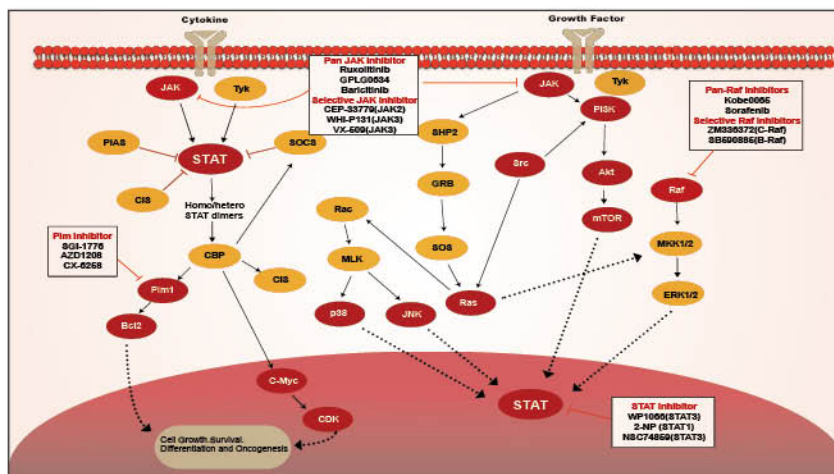 Cytokine
Growth Factor
JAK
Tyk
Pan JAK Inhibitor
Ruxolitinib
GPLG0634
Baricitinib
Selective JAK Inhibitor
CEP-33779(JAK2)
WHI-P131(JAK3)
VX-509(JAK3)
JAK
Tyk
PI3K
Pan-Raf Inhibitors
Kobe0065
Sorafenib
Selective Raf Inhibitors
ZM336372(C-Raf)
SB590885(B-Raf)
PIAS
STAT
SOCS
SHP2
Src
CIS
Homo/hetero
STAT dimers
GRB
Akt
Raf
Rac
mTOR
Pim Inhibitor
SGI-1776
AZD1208
CX-6258
CBP
MLK
SOS
MKK1/2
CIS
Pim1
Ras
ERK1/2
Bcl2
p38
JNK
C-Myc
STAT
CDK
STAT Inhibitor
WP1066(STAT3)
2-NP (STAT1)
NSC74859(STAT3)
Cell Growth.Survival.
Differentiation and Oncogenesis